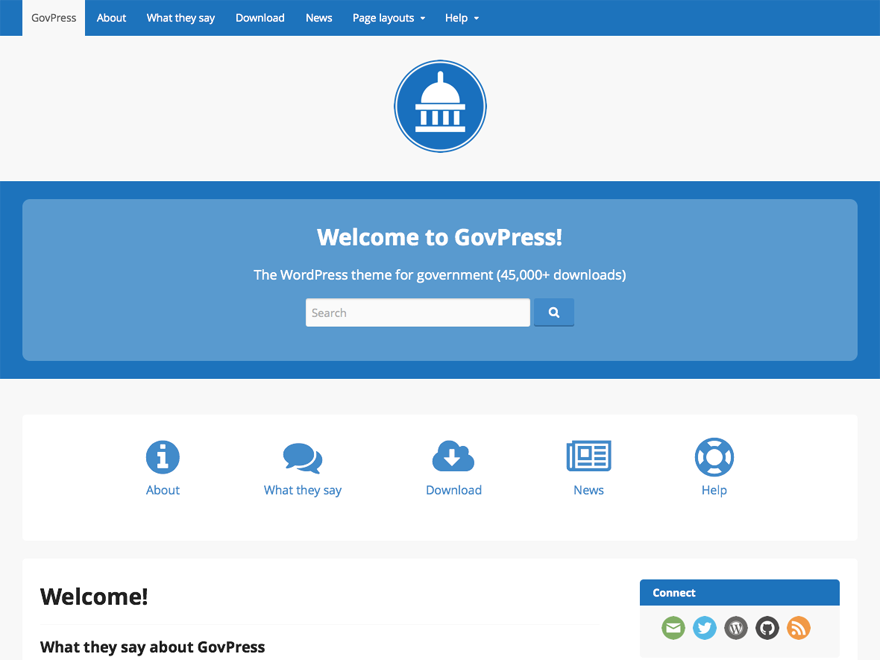 GovPress About What they say Download News Page layouts Help
Welcome to GovPress!
The WordPress theme for government (45,000+ downloads)
Search
About What they say Download News Help
Welcome!
Connect
What they say about GovPress